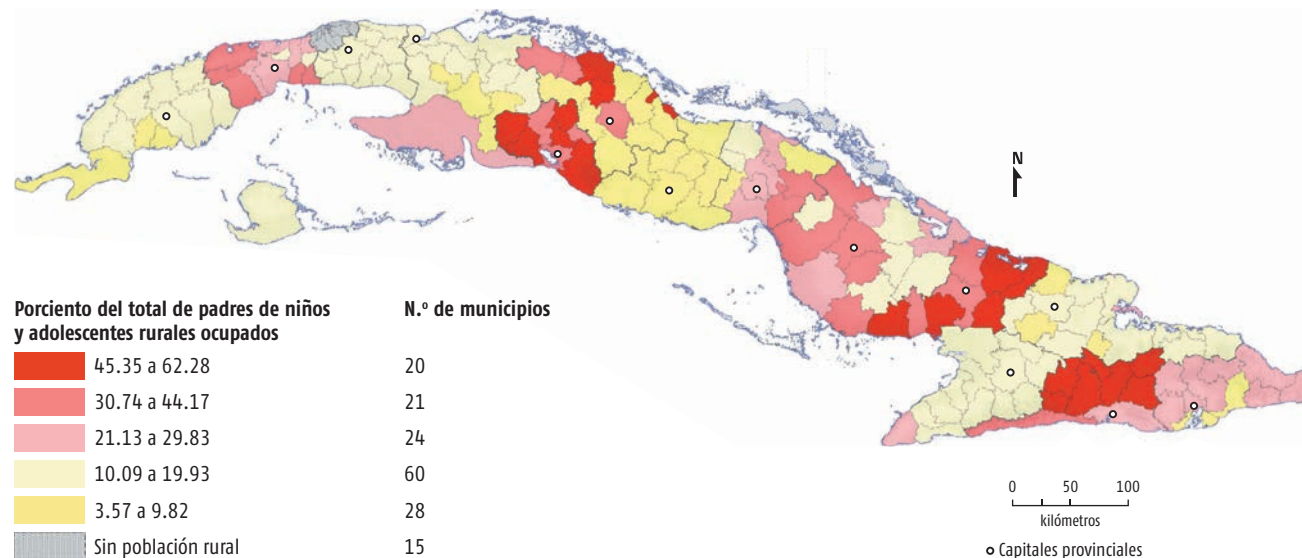 N
Porciento del total de padres de niños
y adolescentes rurales ocupados
N.º de municipios
45.35 a 62.28 20
30.74 a 44.17 21
21.13 a 29.83 24
10.09 a 19.93 60
3.57 a 9.82 28
Sin población rural 15
0 50 100
kilómetros
Capitales provinciales